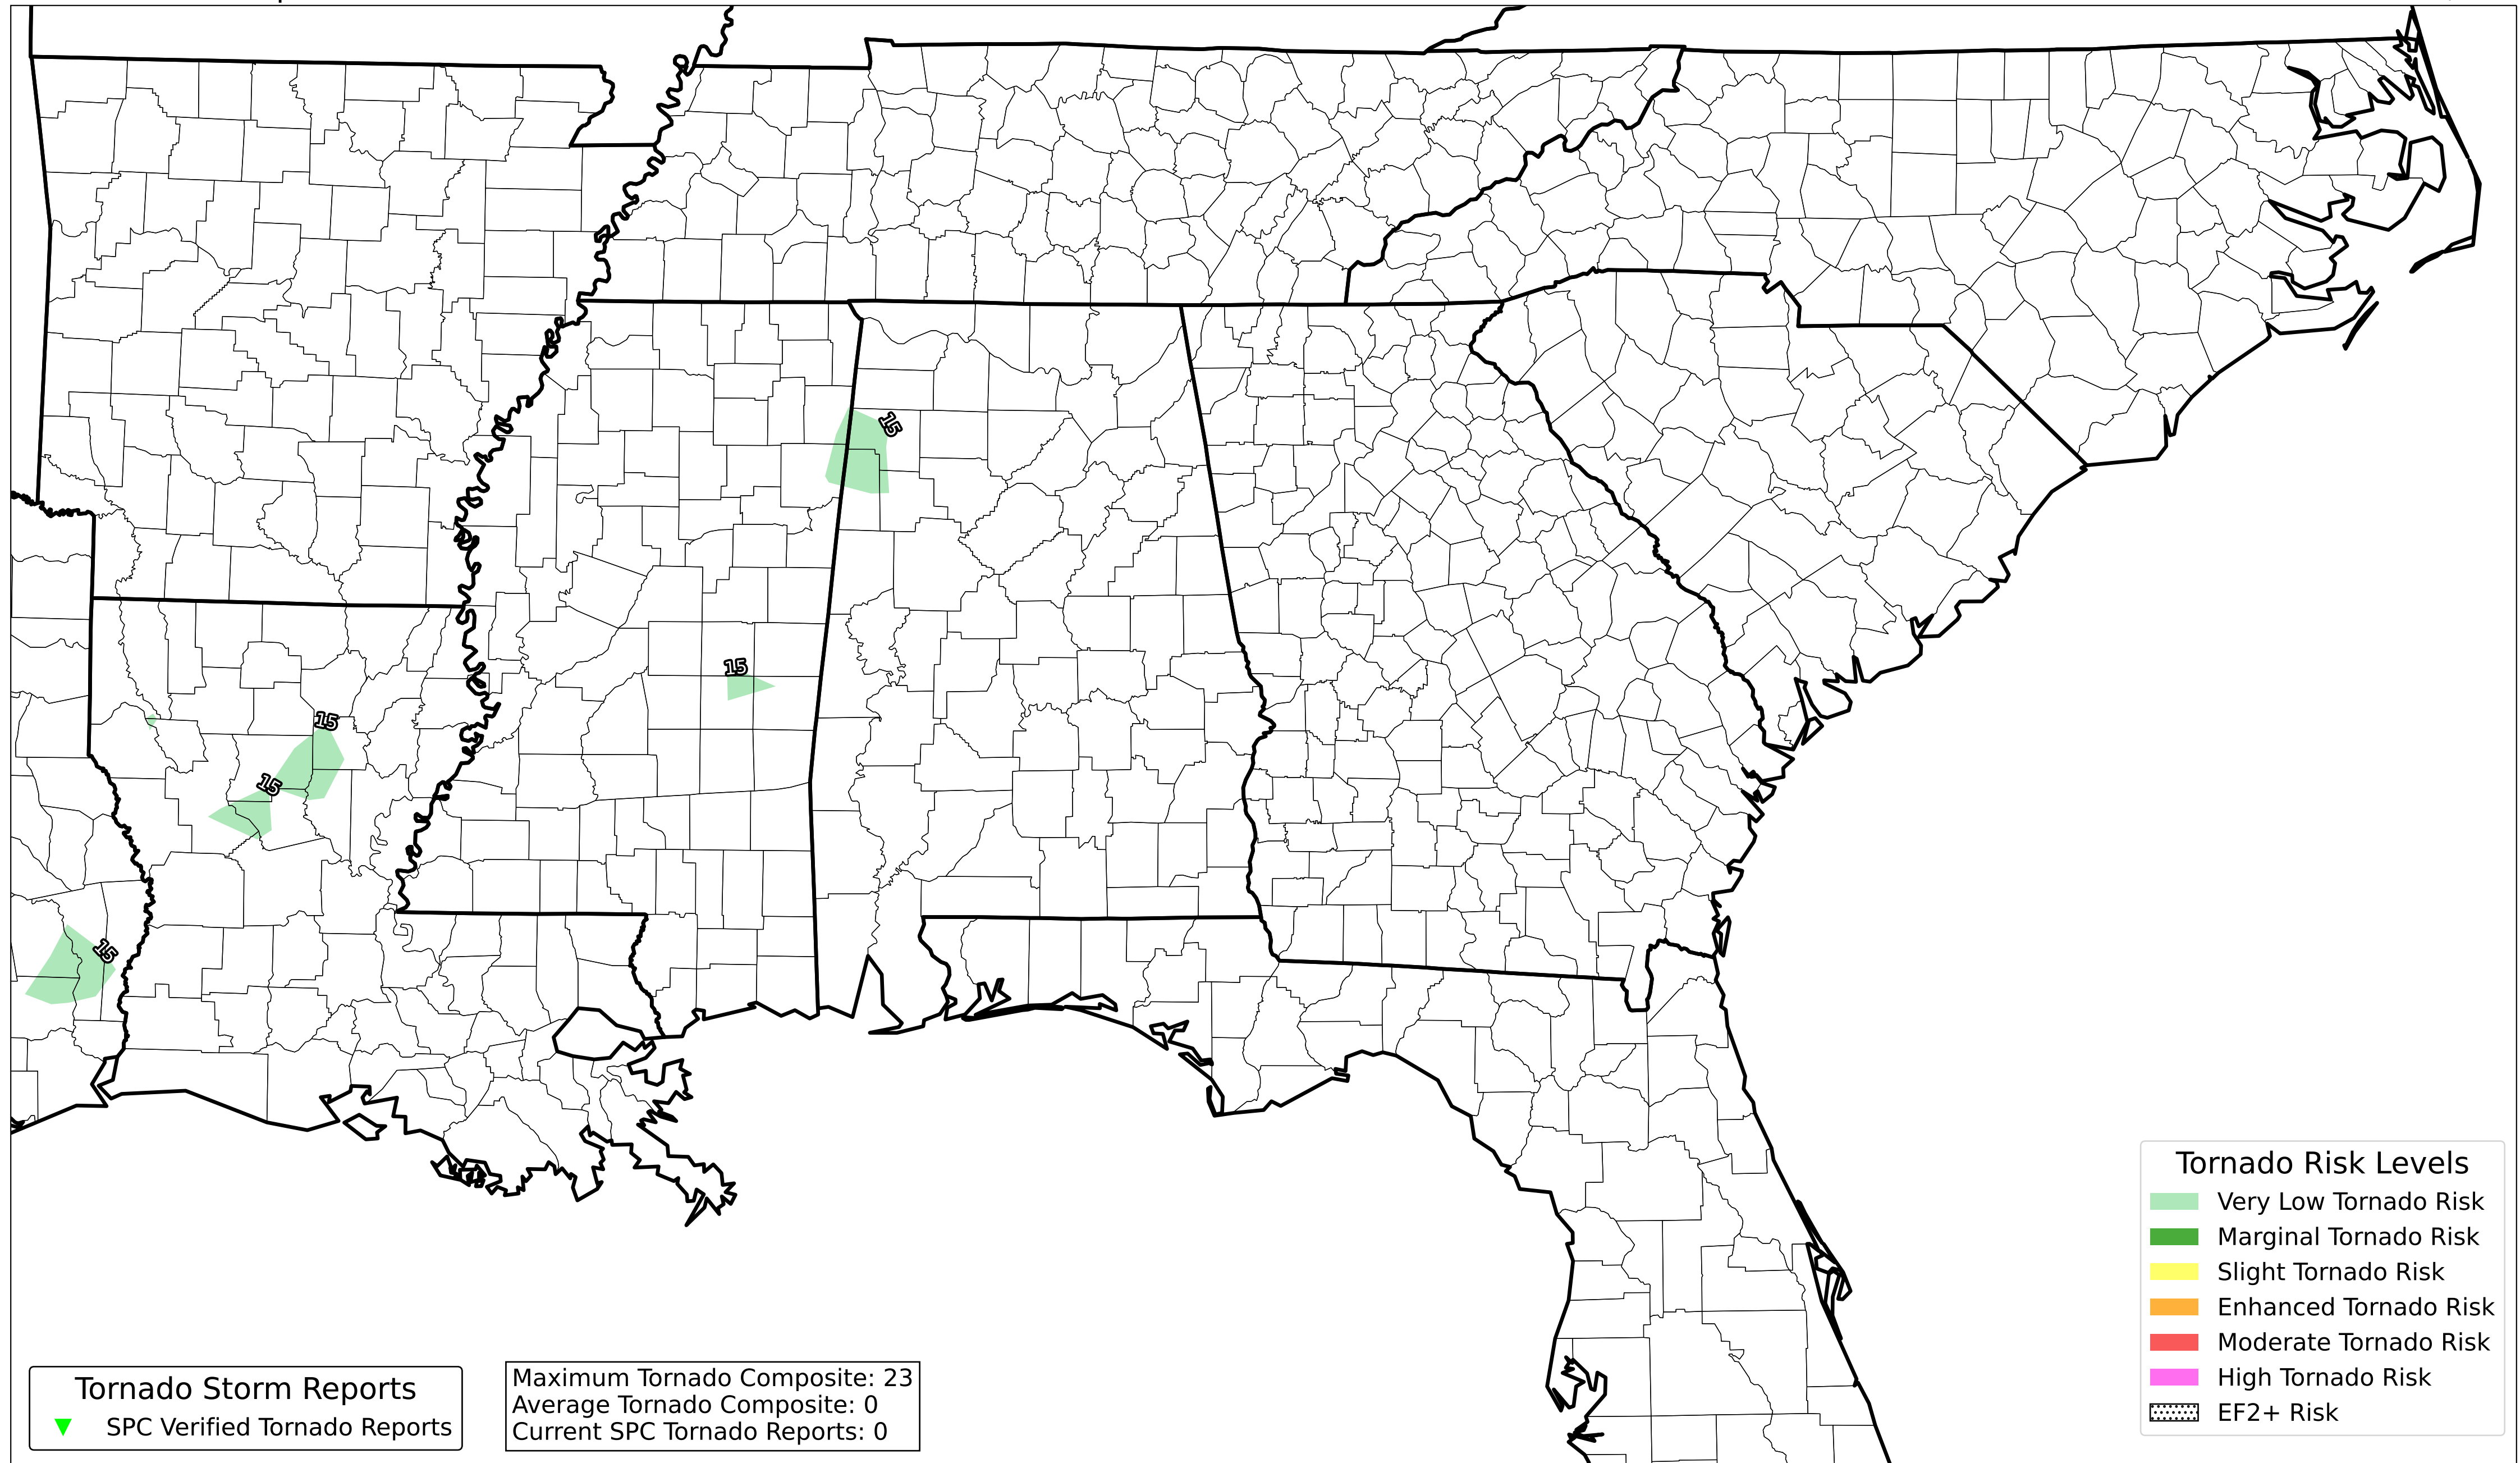 15
15
15
15
15
Tornado Risk Levels
Very Low Tornado Risk
Marginal Tornado Risk
Slight Tornado Risk
Enhanced Tornado Risk
Moderate Tornado Risk
High Tornado Risk
EF2+ Risk
Tornado Storm Reports
SPC Verified Tornado Reports
Maximum Tornado Composite: 23
Average Tornado Composite: 0
Current SPC Tornado Reports: 0